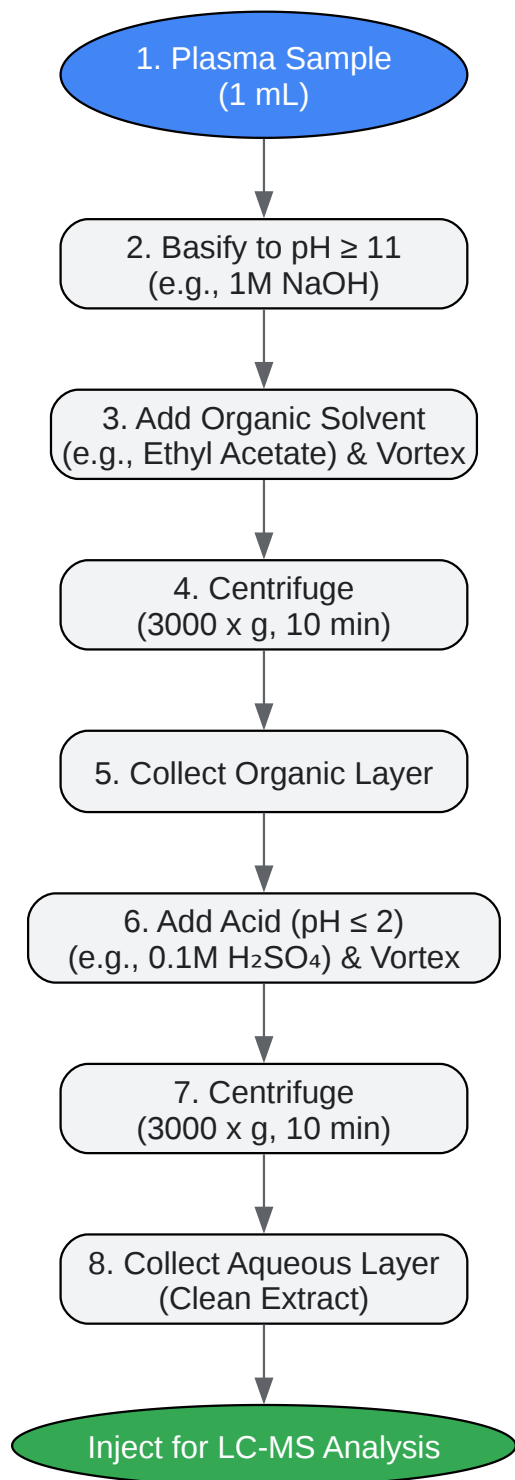 1. Plasma Sample
(1 mL)
2. Basify to pH ≥ 11
(e.g., 1M NaOH)
3. Add Organic Solvent
(e.g., Ethyl Acetate) & Vortex
4. Centrifuge
(3000 x g, 10 min)
5. Collect Organic Layer
6. Add Acid (pH ≤ 2)
(e.g., 0.1M H₂SO₄) & Vortex
7. Centrifuge
(3000 x g, 10 min)
8. Collect Aqueous Layer
(Clean Extract)
Inject for LC-MS Analysis